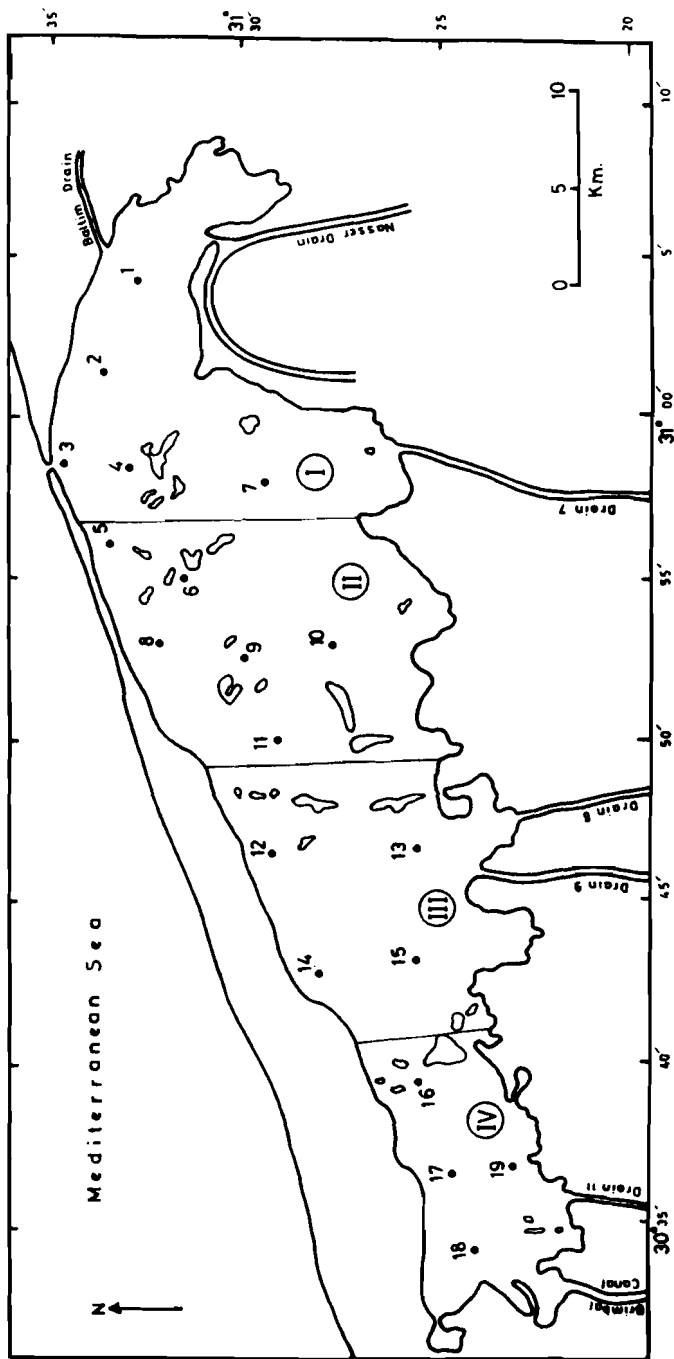 Mediterranean Sea
N
Baltim Drain
Nasser Drain
Drain 7
Drain 8
Drain 9
Drain 11
Brimbal Canal
I
II
III
IV
1
2
3
4
5
6
7
8
9
10
11
12
13
14
15
16
17
18
19
0 5 10
Km.
30° 35′
40′
45′
50′
55′
31° 00′
5′
10′
35′
31° 30′
25
20